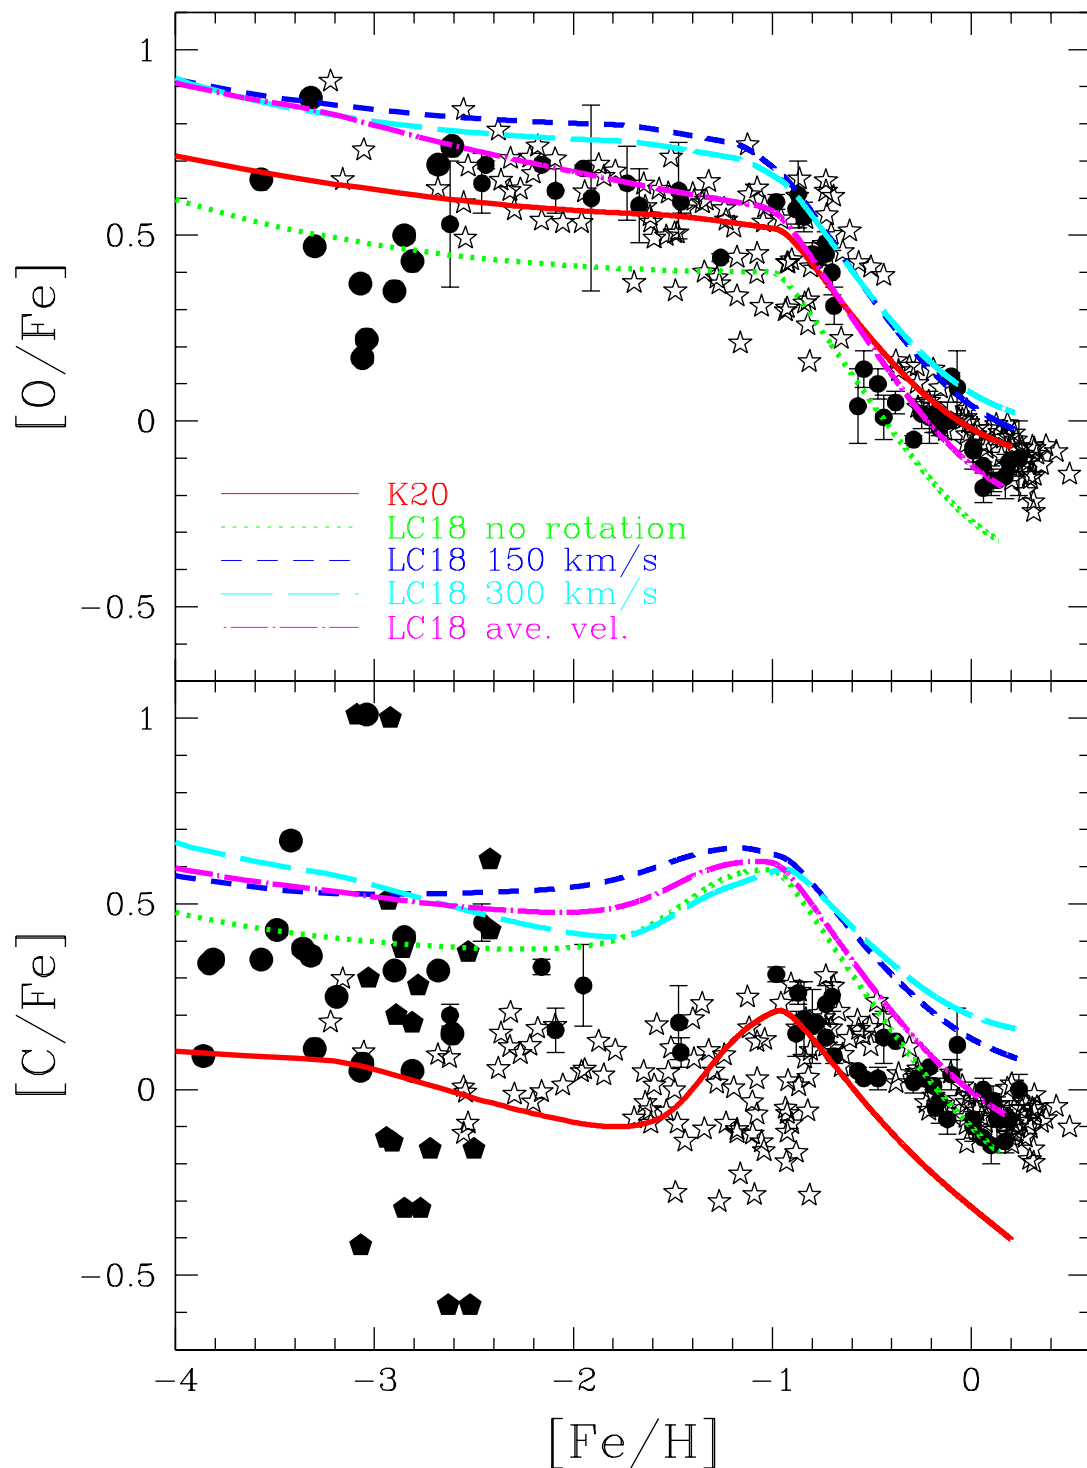 1
0.5
[O/Fe]
0
K20
LC18 no rotation
LC18 150 km/s
LC18 300 km/s
LC18 ave. vel.
−0.5
1
0.5
[C/Fe]
0
−0.5
−4 −3 −2 −1 0
[Fe/H]